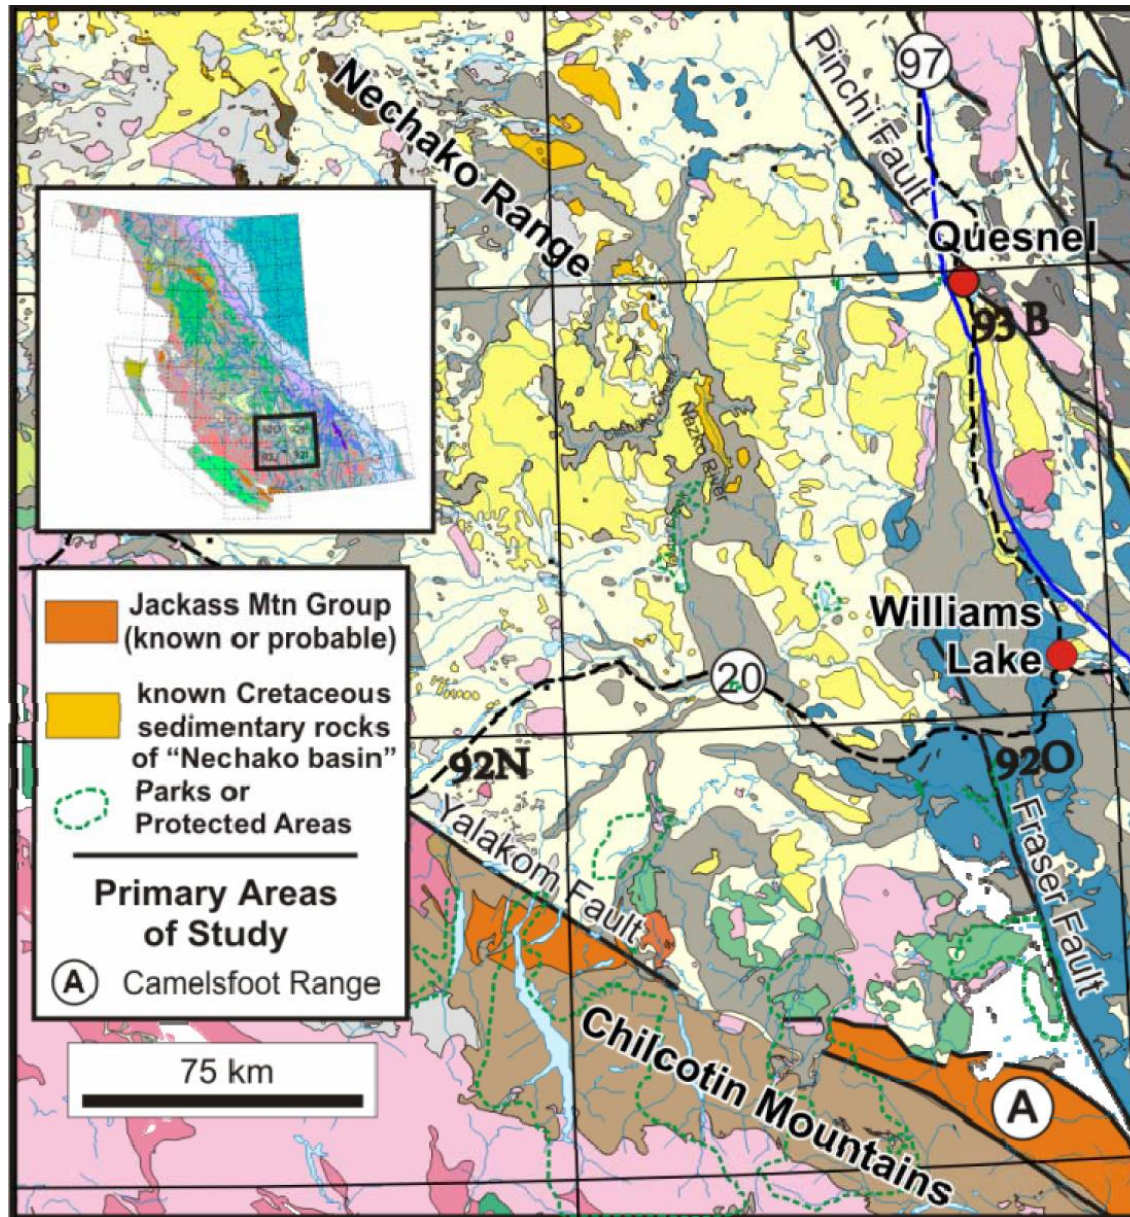 97
Pinchi Fault
Nechako
Range
Quesnel
93 B
Nazko River
Williams
Lake
20
92N
92O
Yalakom Fault
Fraser Fault
Chilcotin Mountains
A
Jackass Mtn Group
(known or probable)
known Cretaceous
sedimentary rocks
of “Nechako basin”
Parks or
Protected Areas
Primary Areas
of Study
A Camelsfoot Range
75 km